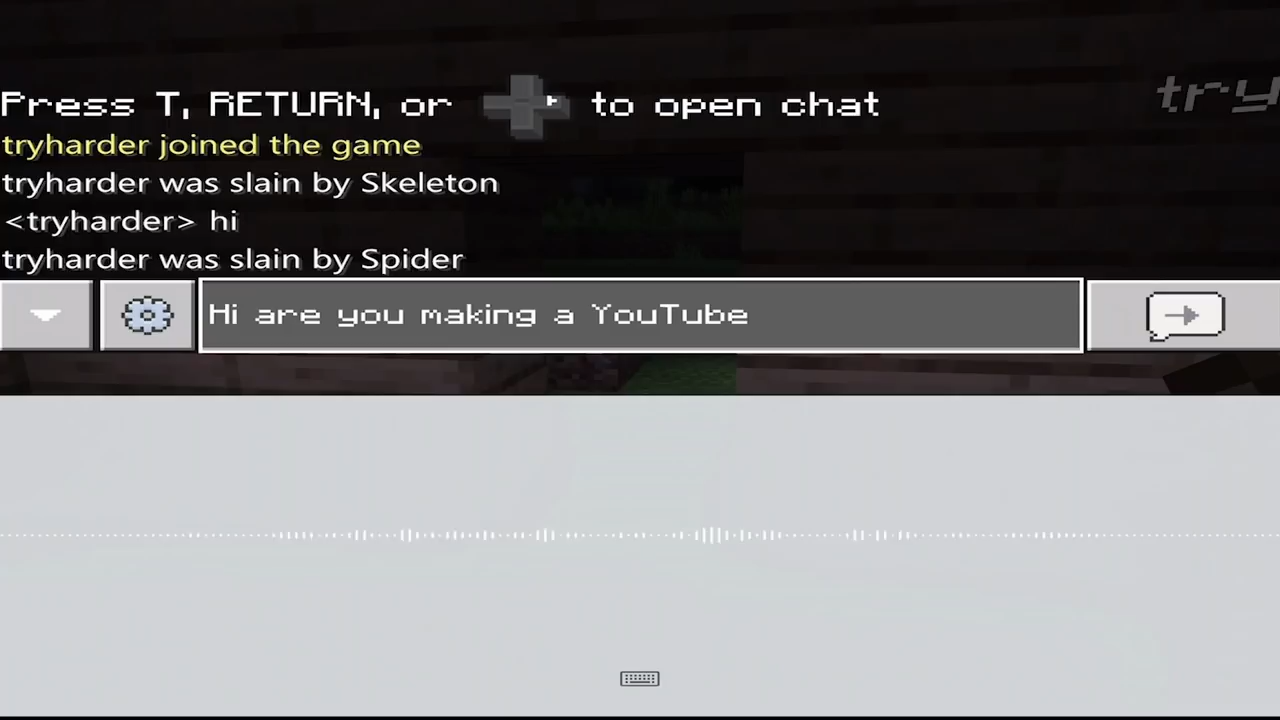 Press T, RETURN, or to open chat
try
tryharder joined the game
tryharder was slain by Skeleton
<tryharder> hi
tryharder was slain by Spider
Hi are you making a YouTube